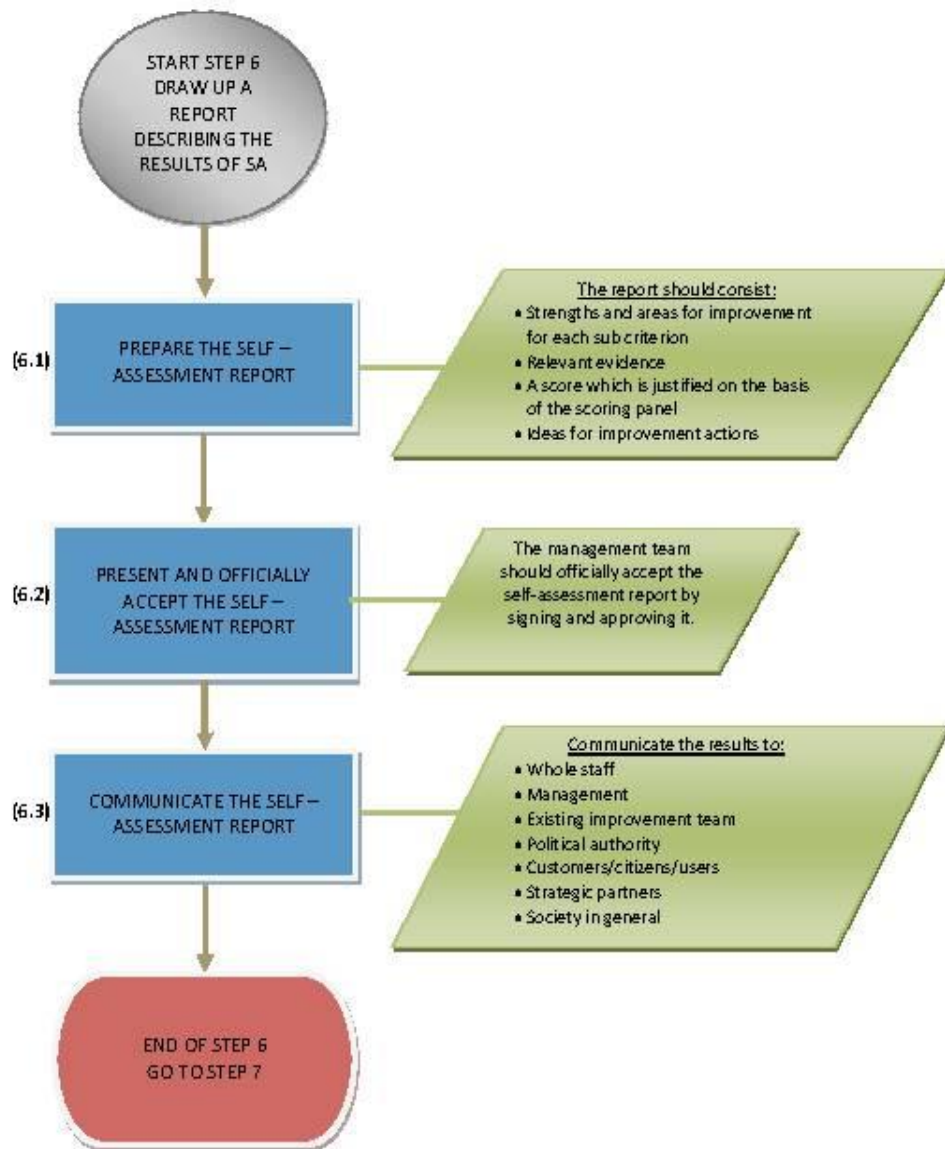 START STEP 6
DRAW UP A
REPORT
DESCRIBING THE
RESULTS OF SA
(6.1)
PREPARE THE SELF –
ASSESSMENT REPORT
The report should consist:
• Strengths and areas for improvement
for each sub criterion
• Relevant evidence
• A score which is justified on the basis
of the scoring panel
• Ideas for improvement actions
(6.2)
PRESENT AND OFFICIALLY
ACCEPT THE SELF –
ASSESSMENT REPORT
The management team
should officially accept the
self-assessment report by
signing and approving it.
(6.3)
COMMUNICATE THE SELF –
ASSESSMENT REPORT
Communicate the results to:
• Whole staff
• Management
• Existing improvement team
• Political authority
• Customers/citizens/users
• Strategic partners
• Society in general
END OF STEP 6
GO TO STEP 7